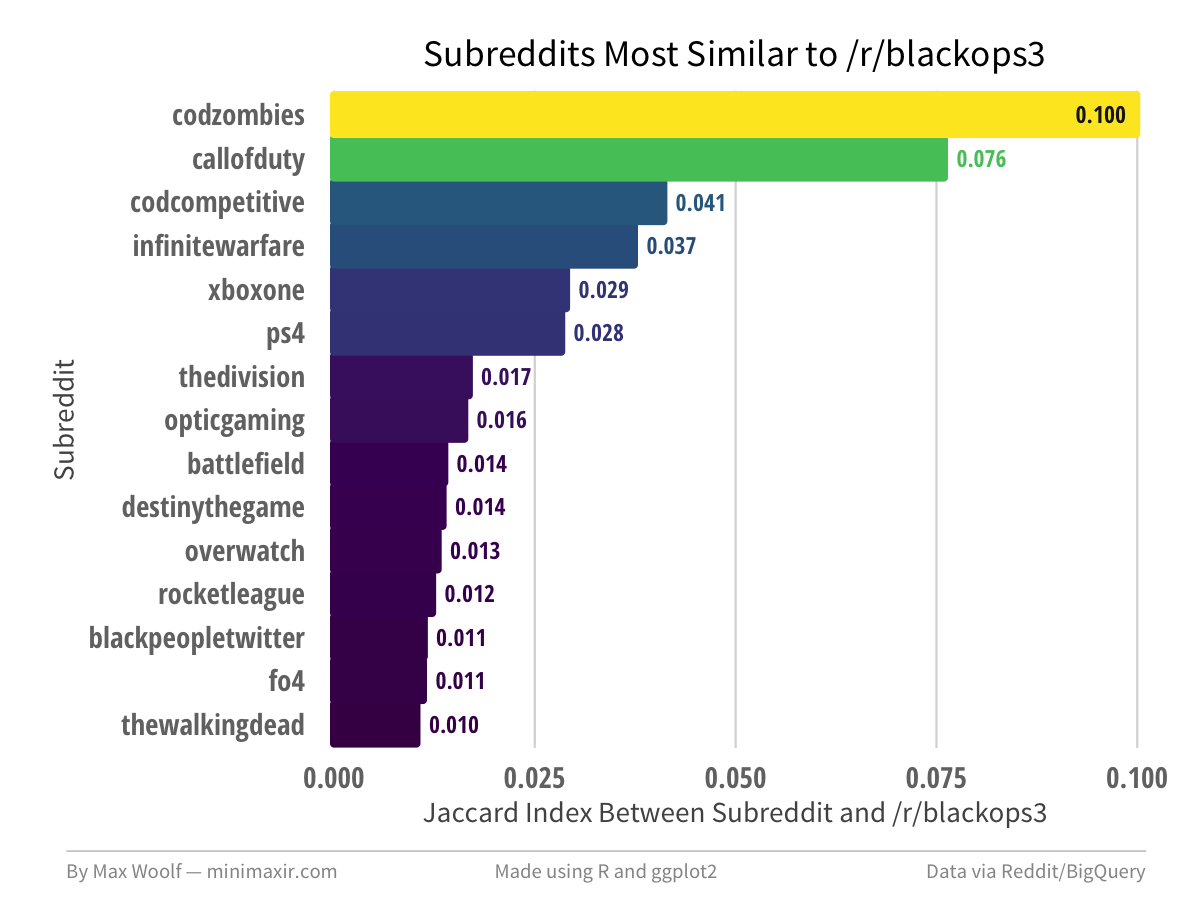 Subreddits Most Similar to /r/blackops3
codzombies 0.100
callofduty 0.076
codcompetitive 0.041
infinitewarfare 0.037
xboxone 0.029
ps4 0.028
thedivision 0.017
opticgaming 0.016
battlefield 0.014
destinythegame 0.014
overwatch 0.013
rocketleague 0.012
blackpeopletwitter 0.011
fo4 0.011
thewalkingdead 0.010
Subreddit
0.000 0.025 0.050 0.075 0.100
Jaccard Index Between Subreddit and /r/blackops3
By Max Woolf — minimaxir.com Made using R and ggplot2 Data via Reddit/BigQuery